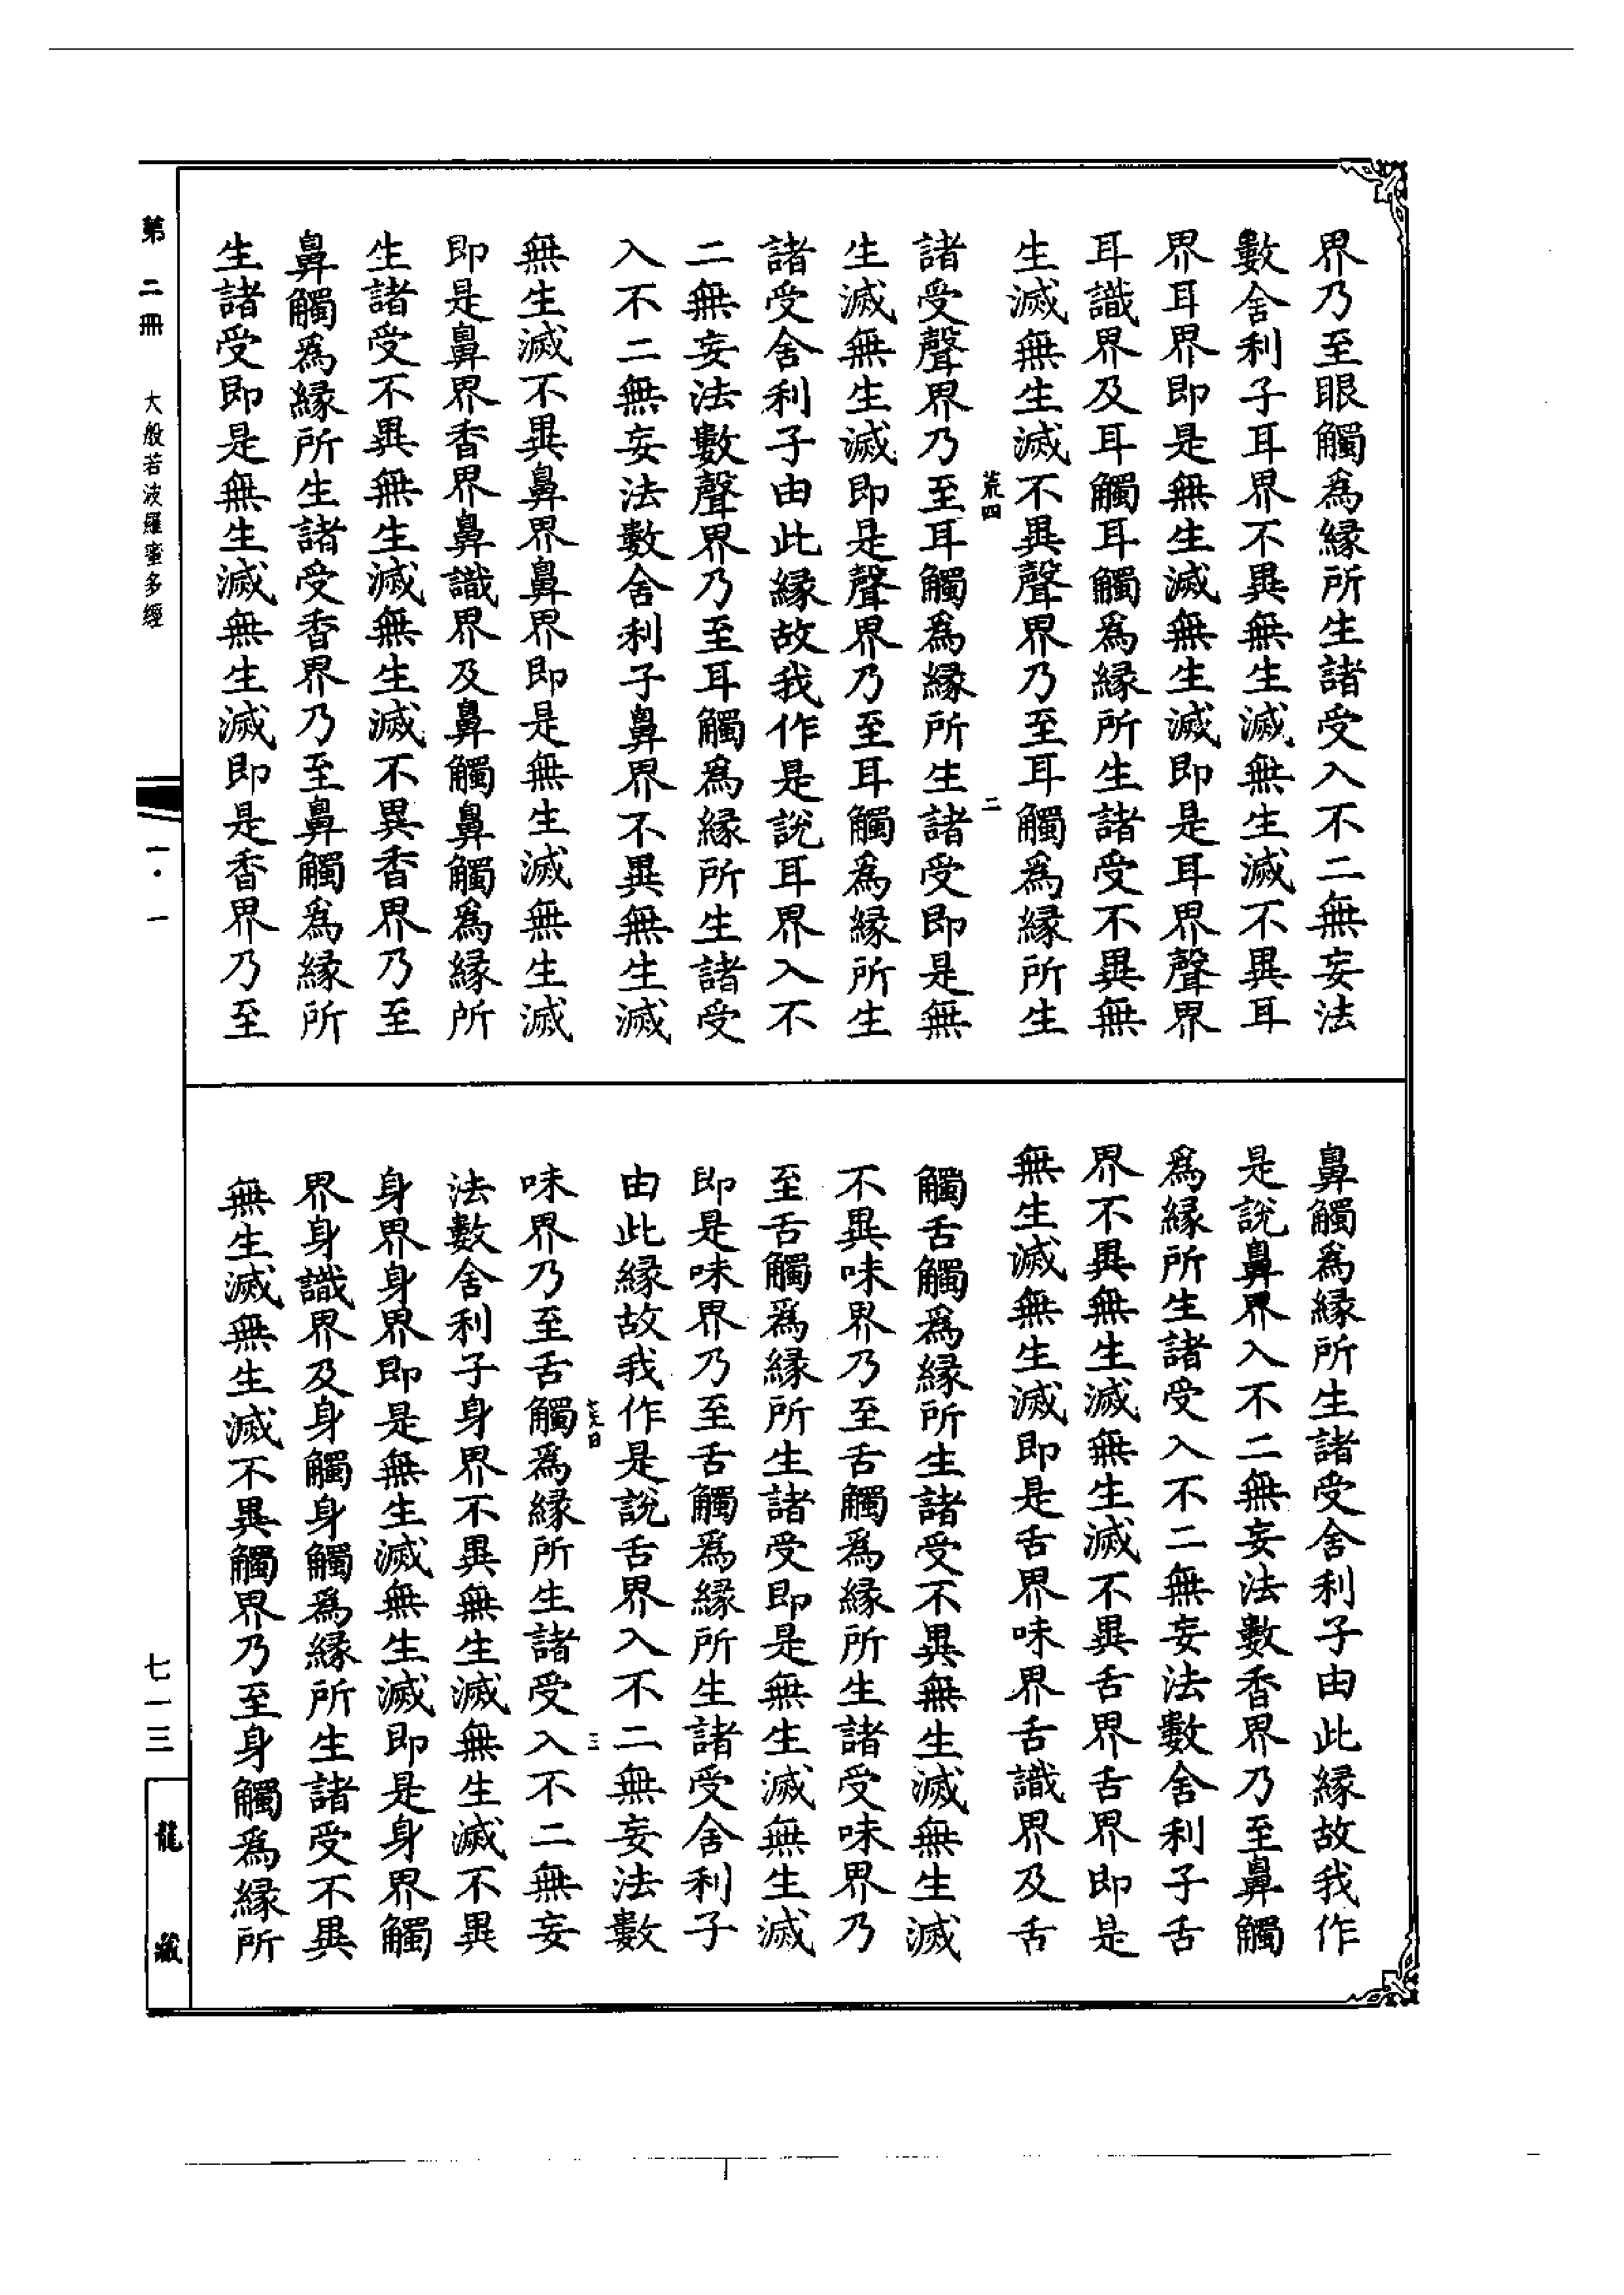 界乃至眼觸爲縁所生諸受入不二無妄法
數舍利子耳界不異無生滅無生滅不異耳
界耳界即是無生滅無生滅即是耳界聲界
耳識界及耳觸耳觸爲縁所生諸受不異無
生滅無生滅不異聲界乃至耳觸爲縁所生
荒四 二
諸受聲界乃至耳觸爲縁所生諸受即是無
生滅無生滅即是聲界乃至耳觸爲縁所生
諸受舍利子由此縁故我作是說耳界入不
二無妄法數聲界乃至耳觸爲縁所生諸受
入不二無妄法數舍利子鼻界不異無生滅
無生滅不異鼻界鼻界即是無生滅無生滅
即是鼻界香界鼻識界及鼻觸鼻觸爲縁所
生諸受不異無生滅無生滅不異香界乃至
鼻觸爲縁所生諸受香界乃至鼻觸爲縁所
生諸受即是無生滅無生滅即是香界乃至
鼻觸爲縁所生諸受舍利子由此縁故我作
是說鼻界入不二無妄法數香界乃至鼻觸
爲縁所生諸受入不二無妄法數舍利子舌
界不異無生滅無生滅不異舌界舌界即是
無生滅無生滅即是舌界味界舌識界及舌
觸舌觸爲縁所生諸受不異無生滅無生滅
不異味界乃至舌觸爲縁所生諸受味界乃
至舌觸爲縁所生諸受即是無生滅無生滅
即是味界乃至舌觸爲縁所生諸受舍利子
由此縁故我作是說舌界入不二無妄法數
三
味界乃至舌觸爲縁所生諸受入不二無妄
法數舍利子身界不異無生滅無生滅不異
身界身界即是無生滅無生滅即是身界觸
界身識界及身觸身觸爲縁所生諸受不異
無生滅無生滅不異觸界乃至身觸爲縁所
第二冊 大般若波羅蜜多經 一·一 七一三 龍藏